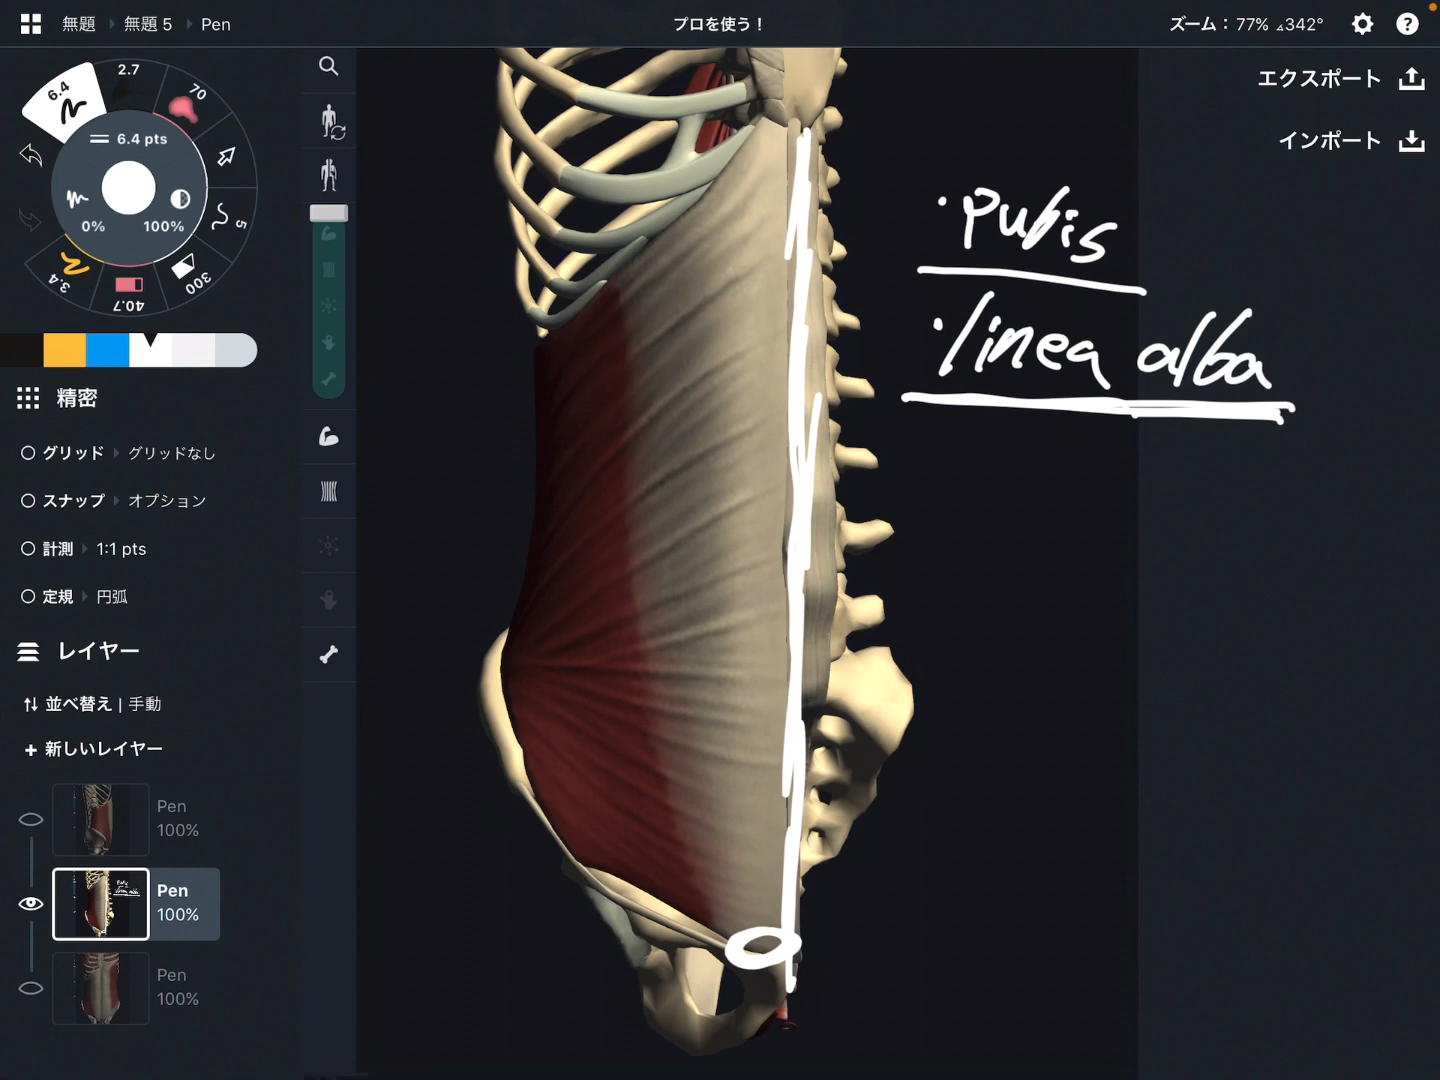 無題 無題 5 Pen
プロを使う！
ズーム： 77% ⦟342°
エクスポート
インポート
2.7
6.4
70
6.4 pts
0%
100%
5
300
40.7
3.4
精密
グリッド グリッドなし
スナップ オプション
計測 1:1 pts
定規 円弧
レイヤー
並べ替え | 手動
+ 新しいレイヤー
Pen
100%
Pen
100%
Pen
100%
・pubis
・linea alba